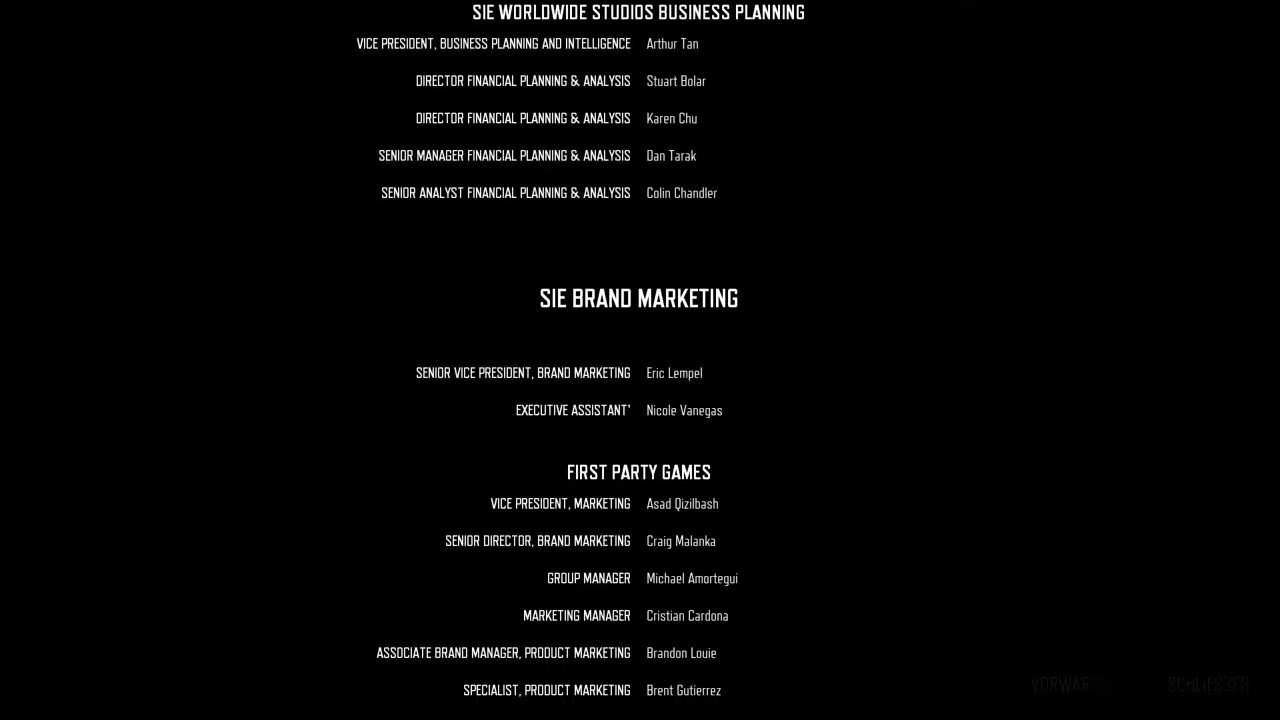 SIE WORLDWIDE STUDIOS BUSINESS PLANNING
VICE PRESIDENT, BUSINESS PLANNING AND INTELLIGENCE Arthur Tan
DIRECTOR FINANCIAL PLANNING & ANALYSIS Stuart Bolar
DIRECTOR FINANCIAL PLANNING & ANALYSIS Karen Chu
SENIOR MANAGER FINANCIAL PLANNING & ANALYSIS Dan Tarak
SENIOR ANALYST FINANCIAL PLANNING & ANALYSIS Colin Chandler
SIE BRAND MARKETING
SENIOR VICE PRESIDENT, BRAND MARKETING Eric Lempel
EXECUTIVE ASSISTANT' Nicole Vanegas
FIRST PARTY GAMES
VICE PRESIDENT, MARKETING Asad Qizilbash
SENIOR DIRECTOR, BRAND MARKETING Craig Malanka
GROUP MANAGER Michael Amortegui
MARKETING MANAGER Cristian Cardona
ASSOCIATE BRAND MANAGER, PRODUCT MARKETING Brandon Louie
SPECIALIST, PRODUCT MARKETING Brent Gutierrez